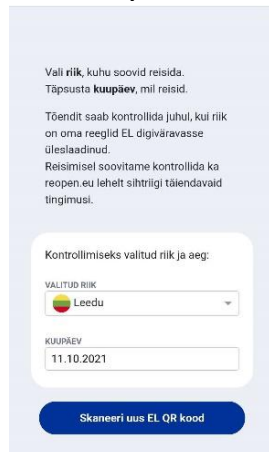 Vali riik, kuhu soovid reisida.
Täpsusta kuupäev, mil reisid.
Tõendit saab kontrollida juhul, kui riik
on oma reeglid EL digiväravasse
üleslaadinud.
Reisimisel soovitame kontrollida ka
reopen.eu lehelt sihtriigi täiendavaid
tingimusi.
Kontrollimiseks valitud riik ja aeg:
VALITUD RIIK
Leedu
KUUPÄEV
11.10.2021
Skaneeri uus EL QR kood